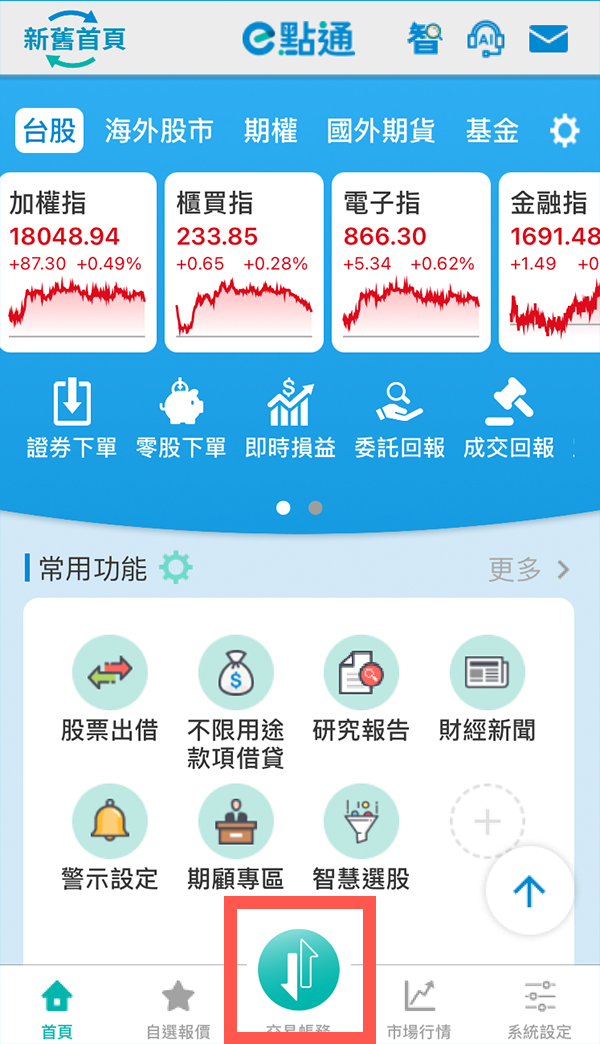 新舊首頁
e點通
智
AI
台股 海外股市 期權 國外期貨 基金
加權指 櫃買指 電子指 金融指
18048.94 233.85 866.30 1691.48
+87.30 +0.49% +0.65 +0.28% +5.34 +0.62% +1.49 +0
證券下單 零股下單 即時損益 委託回報 成交回報
常用功能 更多
股票出借 不限用途 研究報告 財經新聞
款項借貸
警示設定 期顧專區 智慧選股
首頁 自選報價 交易帳務 市場行情 系統設定